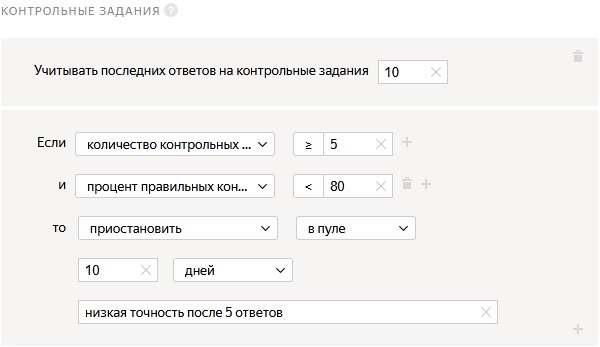 КОНТРОЛЬНЫЕ ЗАДАНИЯ ?
Учитывать последних ответов на контрольные задания 10
Если количество контрольных ... ≥ 5
и процент правильных кон... < 80
то приостановить в пуле
10 дней
низкая точность после 5 ответов